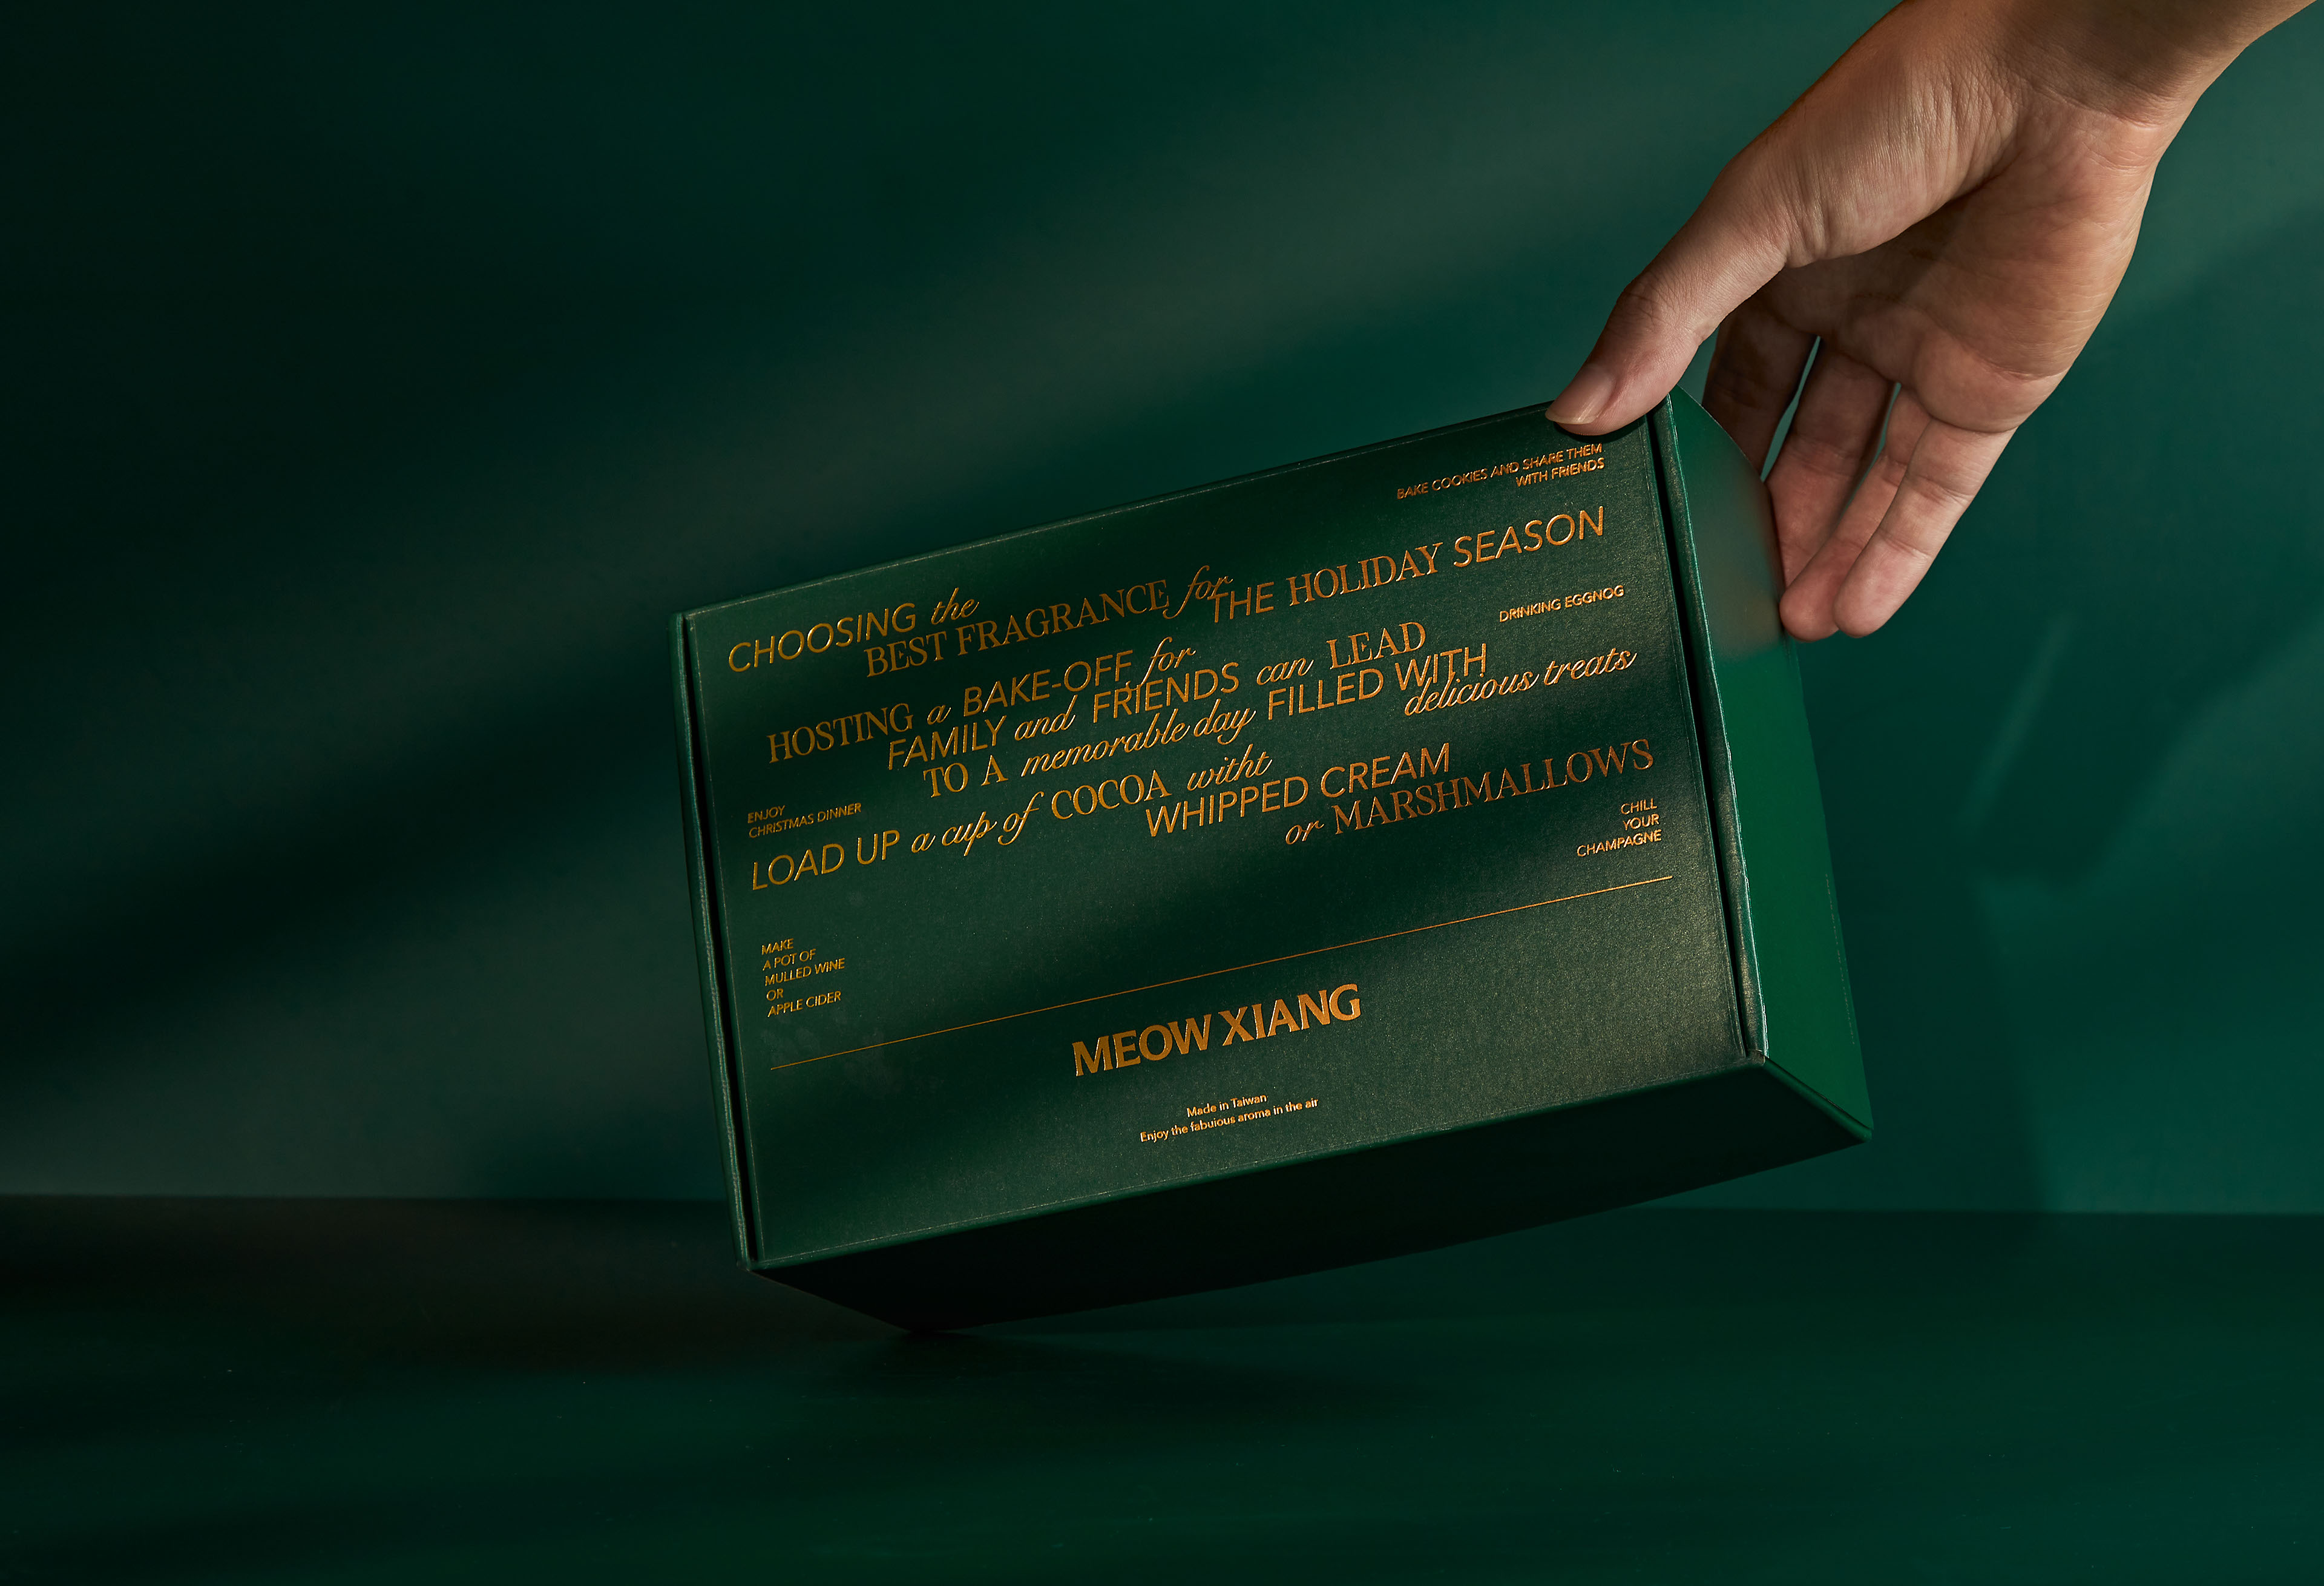 BAKE COOKIES AND SHARE THEM
WITH FRIENDS
CHOOSING the
BEST FRAGRANCE for
THE HOLIDAY SEASON
DRINKING EGGNOG
HOSTING a BAKE-OFF for
FAMILY and FRIENDS can LEAD
TO A memorable day FILLED WITH
delicious treats
ENJOY
CHRISTMAS DINNER
LOAD UP a cup of COCOA witht
WHIPPED CREAM
or MARSHMALLOWS
CHILL
YOUR
CHAMPAGNE
MAKE
A POT OF
MULLED WINE
OR
APPLE CIDER
MEOW XIANG
Made in Taiwan
Enjoy the fabuious aroma in the air